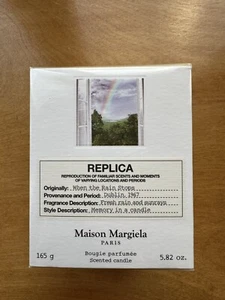 REPLICA
REPRODUCTION OF FAMILIAR SCENTS AND MOMENTS
OF VARYING LOCATIONS AND PERIODS
Originally: When the Rain Stops
Provenance and Period: Dublin, 1967
Fragrance Description: Fresh rain and sunrays
Style Description: Memory in a candle
Maison Margiela
PARIS
165 g Bougie parfumée 5.82 oz.
Scented candle